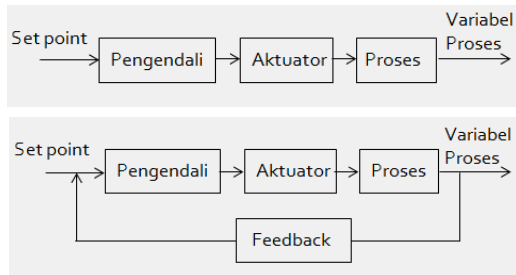 Variabel
Proses
Set point
Pengendali
Aktuator
Proses
Variabel
Proses
Set point
Pengendali
Aktuator
Proses
Feedback